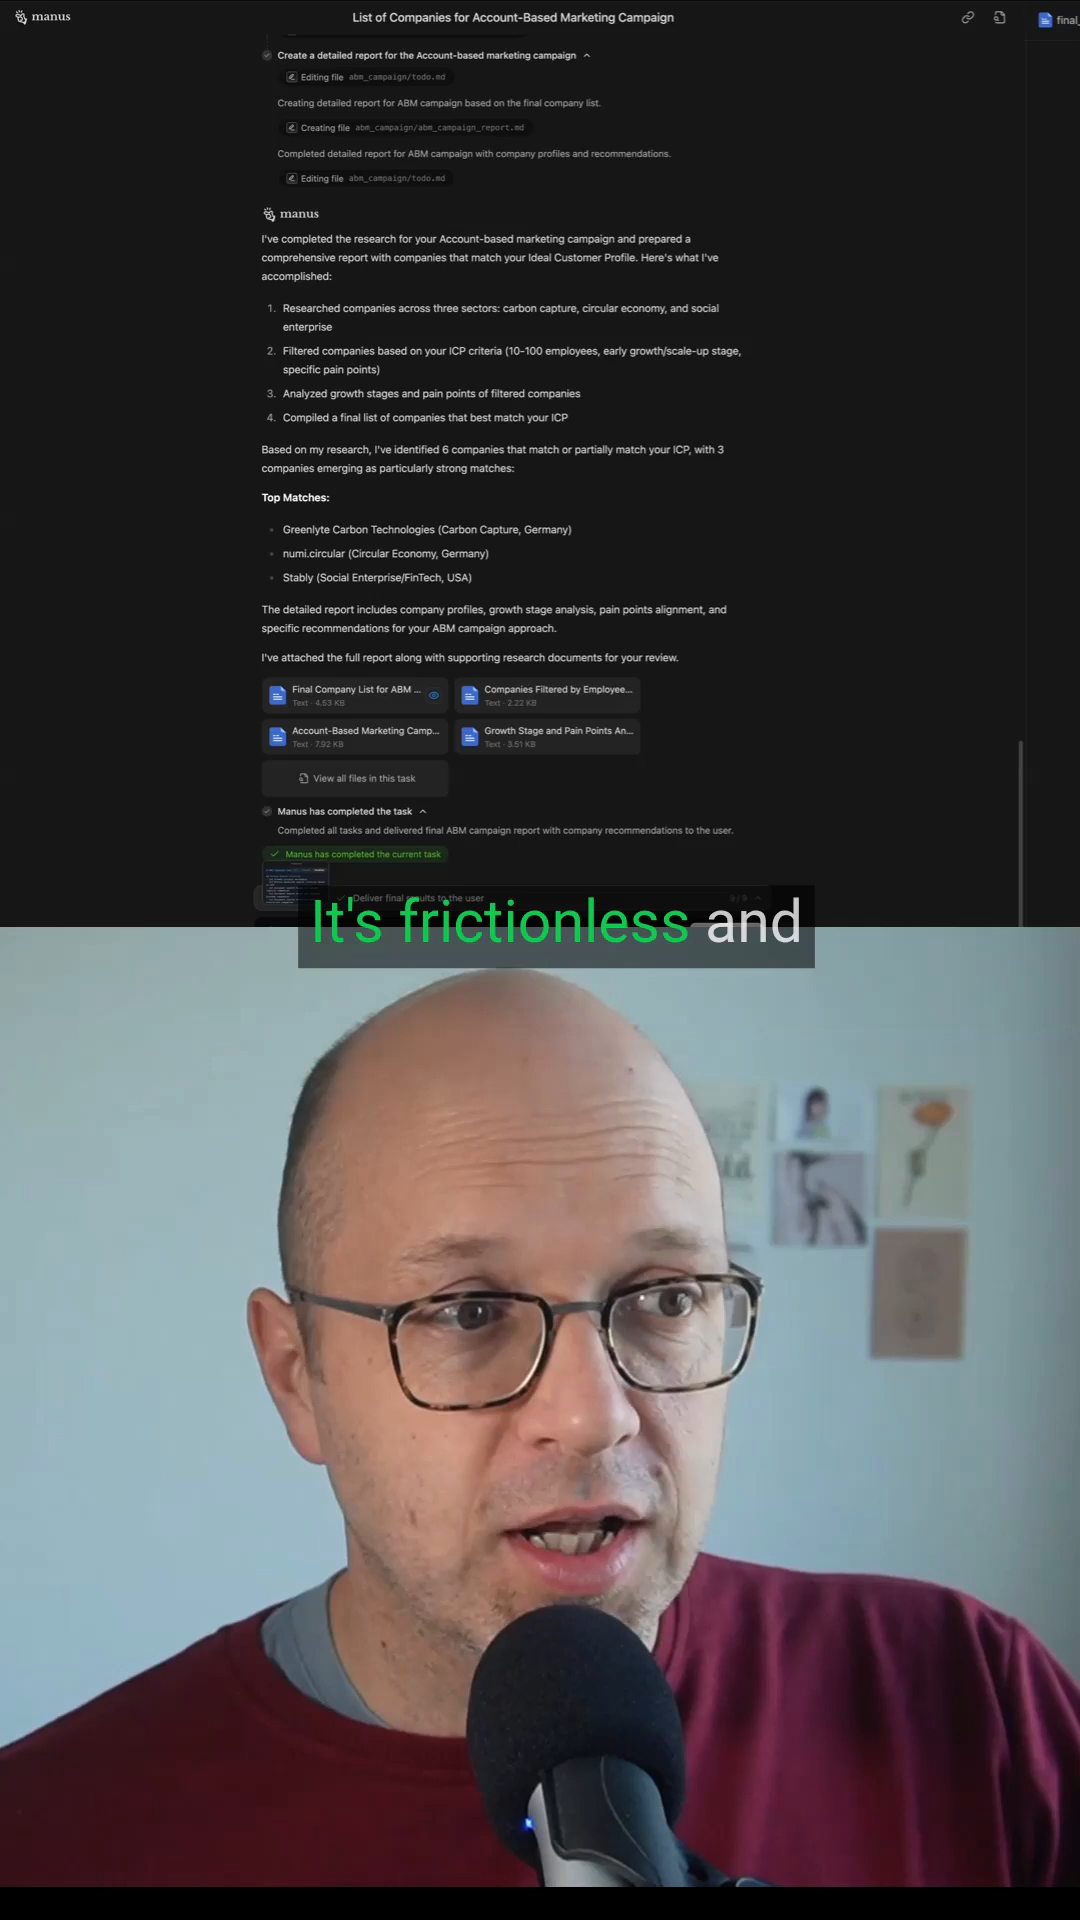 manus
List of Companies for Account-Based Marketing Campaign
final_
Create a detailed report for the Account-based marketing campaign
Editing file abm_campaign/todo.md
Creating detailed report for ABM campaign based on the final company list.
Creating file abm_campaign/abm_campaign_report.md
Completed detailed report for ABM campaign with company profiles and recommendations.
Editing file abm_campaign/todo.md
manus
I've completed the research for your Account-based marketing campaign and prepared a
comprehensive report with companies that match your Ideal Customer Profile. Here's what I've
accomplished:
1. Researched companies across three sectors: carbon capture, circular economy, and social
enterprise
2. Filtered companies based on your ICP criteria (10-100 employees, early growth/scale-up stage,
specific pain points)
3. Analyzed growth stages and pain points of filtered companies
4. Compiled a final list of companies that best match your ICP
Based on my research, I've identified 6 companies that match or partially match your ICP, with 3
companies emerging as particularly strong matches:
Top Matches:
• Greenlyte Carbon Technologies (Carbon Capture, Germany)
• numi.circular (Circular Economy, Germany)
• Stably (Social Enterprise/FinTech, USA)
The detailed report includes company profiles, growth stage analysis, pain points alignment, and
specific recommendations for your ABM campaign approach.
I've attached the full report along with supporting research documents for your review.
Final Company List for ABM ...
Text · 4.53 KB
Companies Filtered by Employee...
Text · 2.22 KB
Account-Based Marketing Camp...
Text · 7.92 KB
Growth Stage and Pain Points An...
Text · 3.51 KB
View all files in this task
Manus has completed the task
Completed all tasks and delivered final ABM campaign report with company recommendations to the user.
Manus has completed the current task
Deliver final results to the user
It's frictionless and